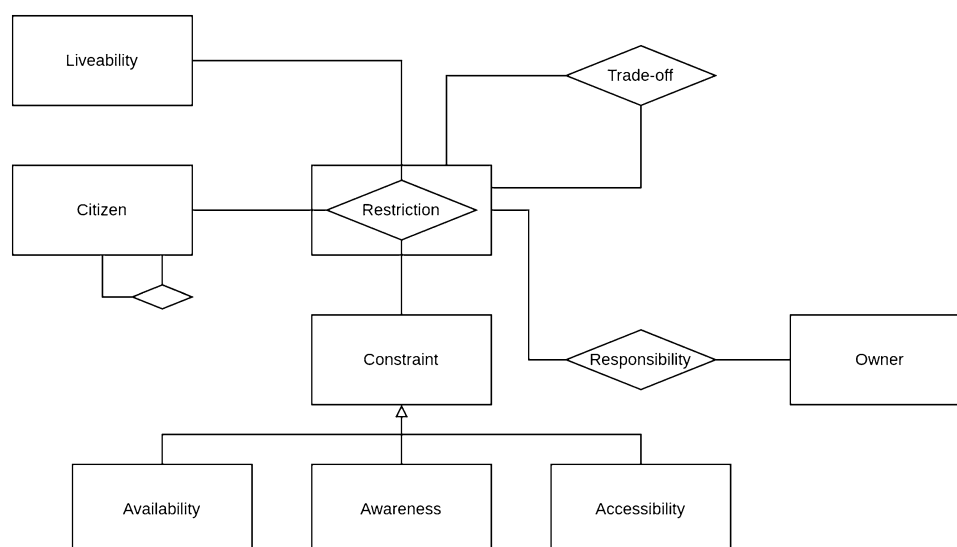 Liveability
Trade-off
Citizen
Restriction
Constraint
Responsibility
Owner
Availability
Awareness
Accessibility